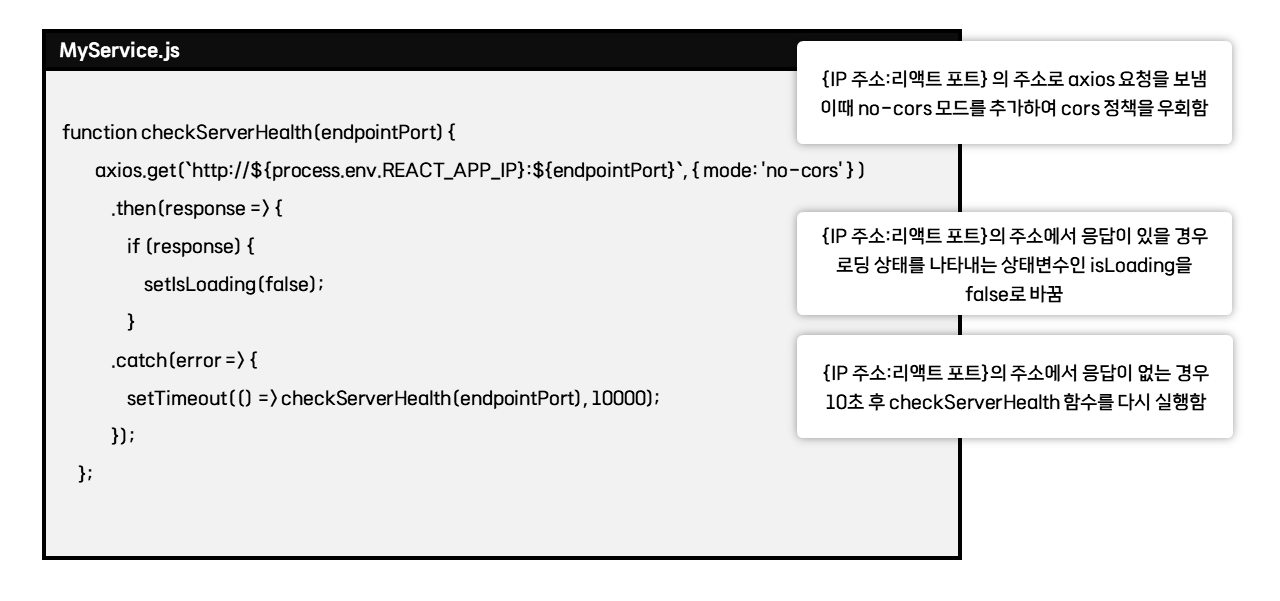 MyService.js
function checkServerHealth(endpointPort) {
axios.get(`http://${process.env.REACT_APP_IP}:${endpointPort}`, { mode: 'no-cors' } )
.then(response => {
if (response) {
setIsLoading(false);
}
.catch(error => {
setTimeout(() => checkServerHealth(endpointPort), 10000);
});
};
{IP 주소:리액트 포트} 의 주소로 axios 요청을 보냄
이때 no-cors 모드를 추가하여 cors 정책을 우회함
{IP 주소:리액트 포트}의 주소에서 응답이 있을 경우
로딩 상태를 나타내는 상태변수인 isLoading을
false로 바꿈
{IP 주소:리액트 포트}의 주소에서 응답이 없는 경우
10초 후 checkServerHealth 함수를 다시 실행함